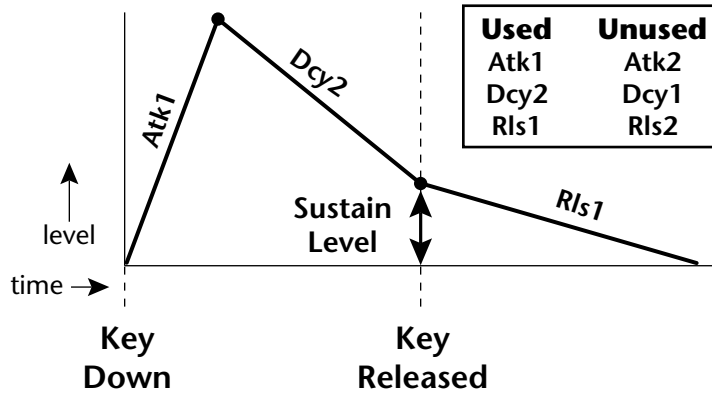 Used Unused
Atk1 Atk2
Dcy2 Dcy1
Rls1 Rls2
Atk1
Dcy2
Rls1
Sustain
Level
level
time
Key
Down
Key
Released